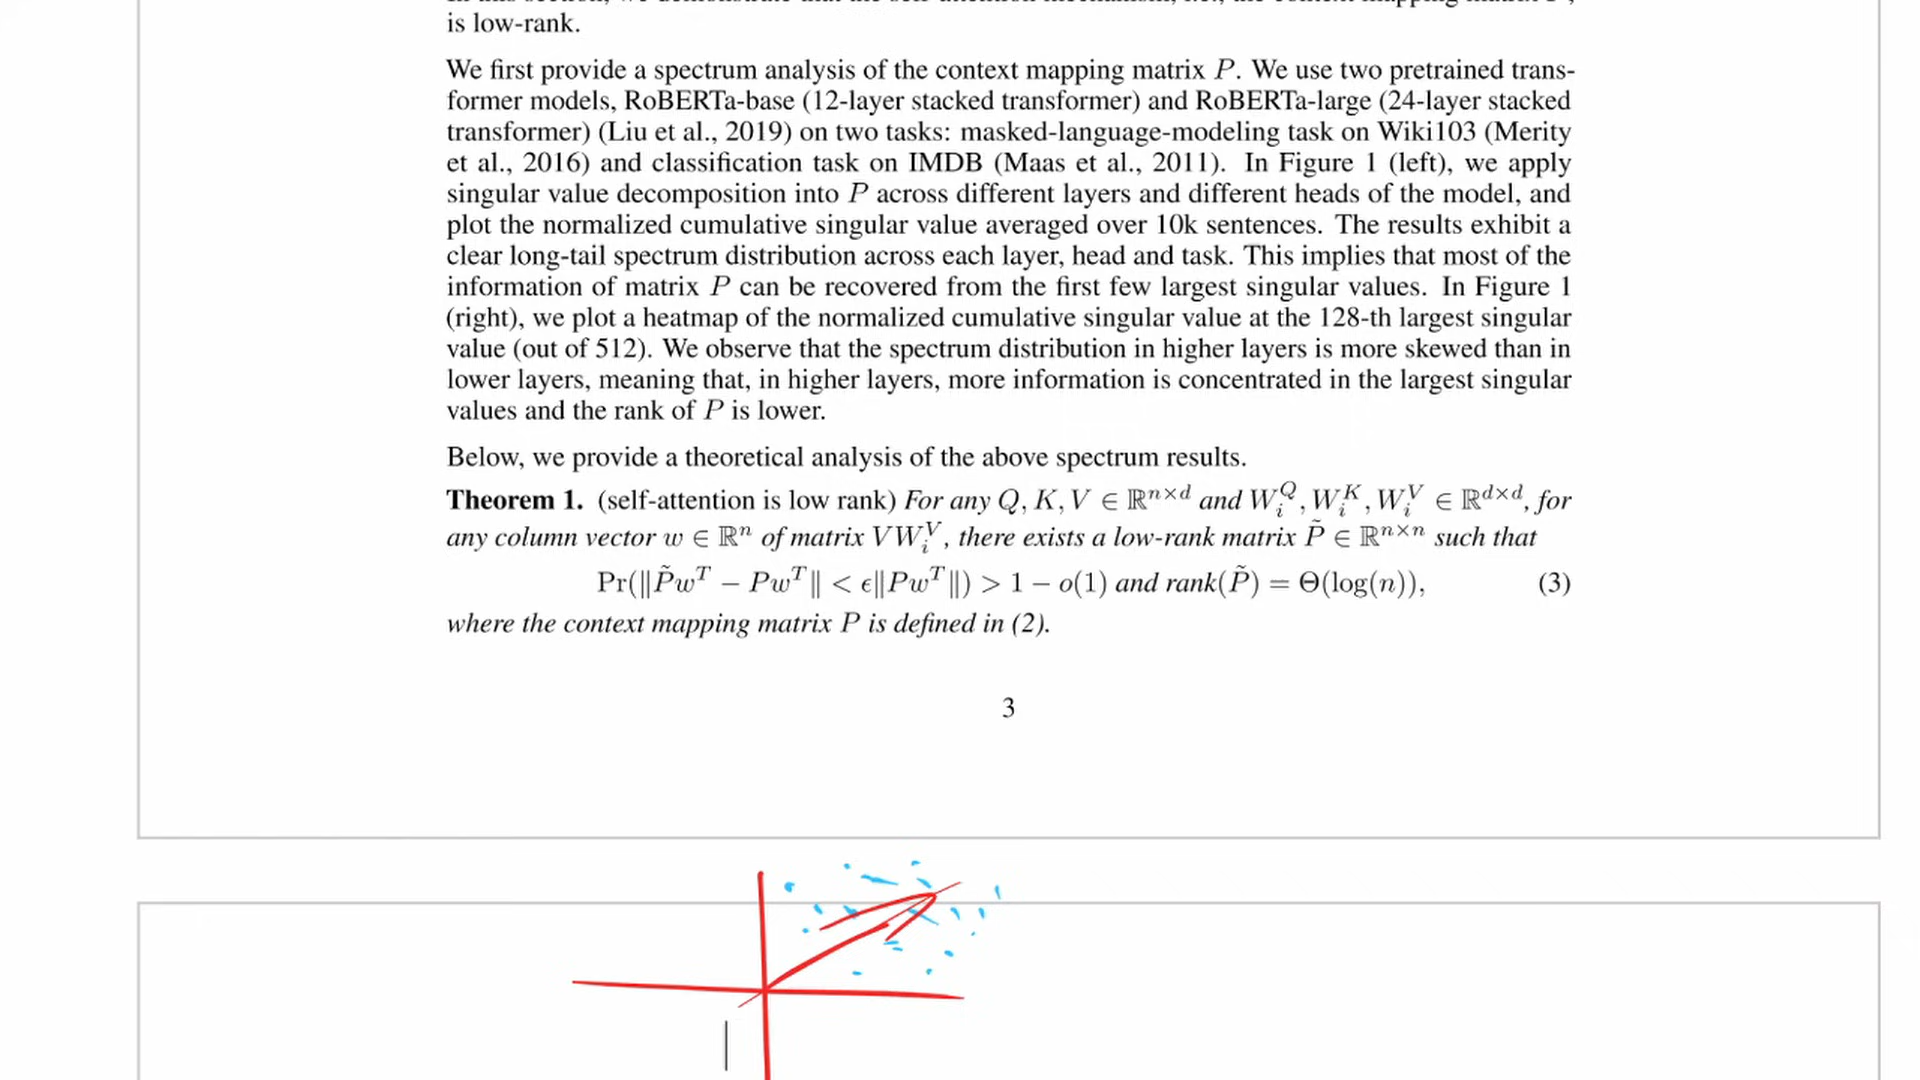 is low-rank.
We first provide a spectrum analysis of the context mapping matrix P. We use two pretrained trans-
former models, RoBERTa-base (12-layer stacked transformer) and RoBERTa-large (24-layer stacked
transformer) (Liu et al., 2019) on two tasks: masked-language-modeling task on Wiki103 (Merity
et al., 2016) and classification task on IMDB (Maas et al., 2011). In Figure 1 (left), we apply
singular value decomposition into P across different layers and different heads of the model, and
plot the normalized cumulative singular value averaged over 10k sentences. The results exhibit a
clear long-tail spectrum distribution across each layer, head and task. This implies that most of the
information of matrix P can be recovered from the first few largest singular values. In Figure 1
(right), we plot a heatmap of the normalized cumulative singular value at the 128-th largest singular
value (out of 512). We observe that the spectrum distribution in higher layers is more skewed than in
lower layers, meaning that, in higher layers, more information is concentrated in the largest singular
values and the rank of P is lower.
Below, we provide a theoretical analysis of the above spectrum results.
Theorem 1. (self-attention is low rank) For any Q, K, V ∈ ℝ^{n×d} and W_i^Q, W_i^K, W_i^V ∈ ℝ^{d×d}, for
any column vector w ∈ ℝ^n of matrix VW_i^V, there exists a low-rank matrix P̃ ∈ ℝ^{n×n} such that
Pr(‖P̃w^T − Pw^T‖ < ϵ‖Pw^T‖) > 1 − o(1) and rank(P̃) = Θ(log(n)), (3)
where the context mapping matrix P is defined in (2).
3